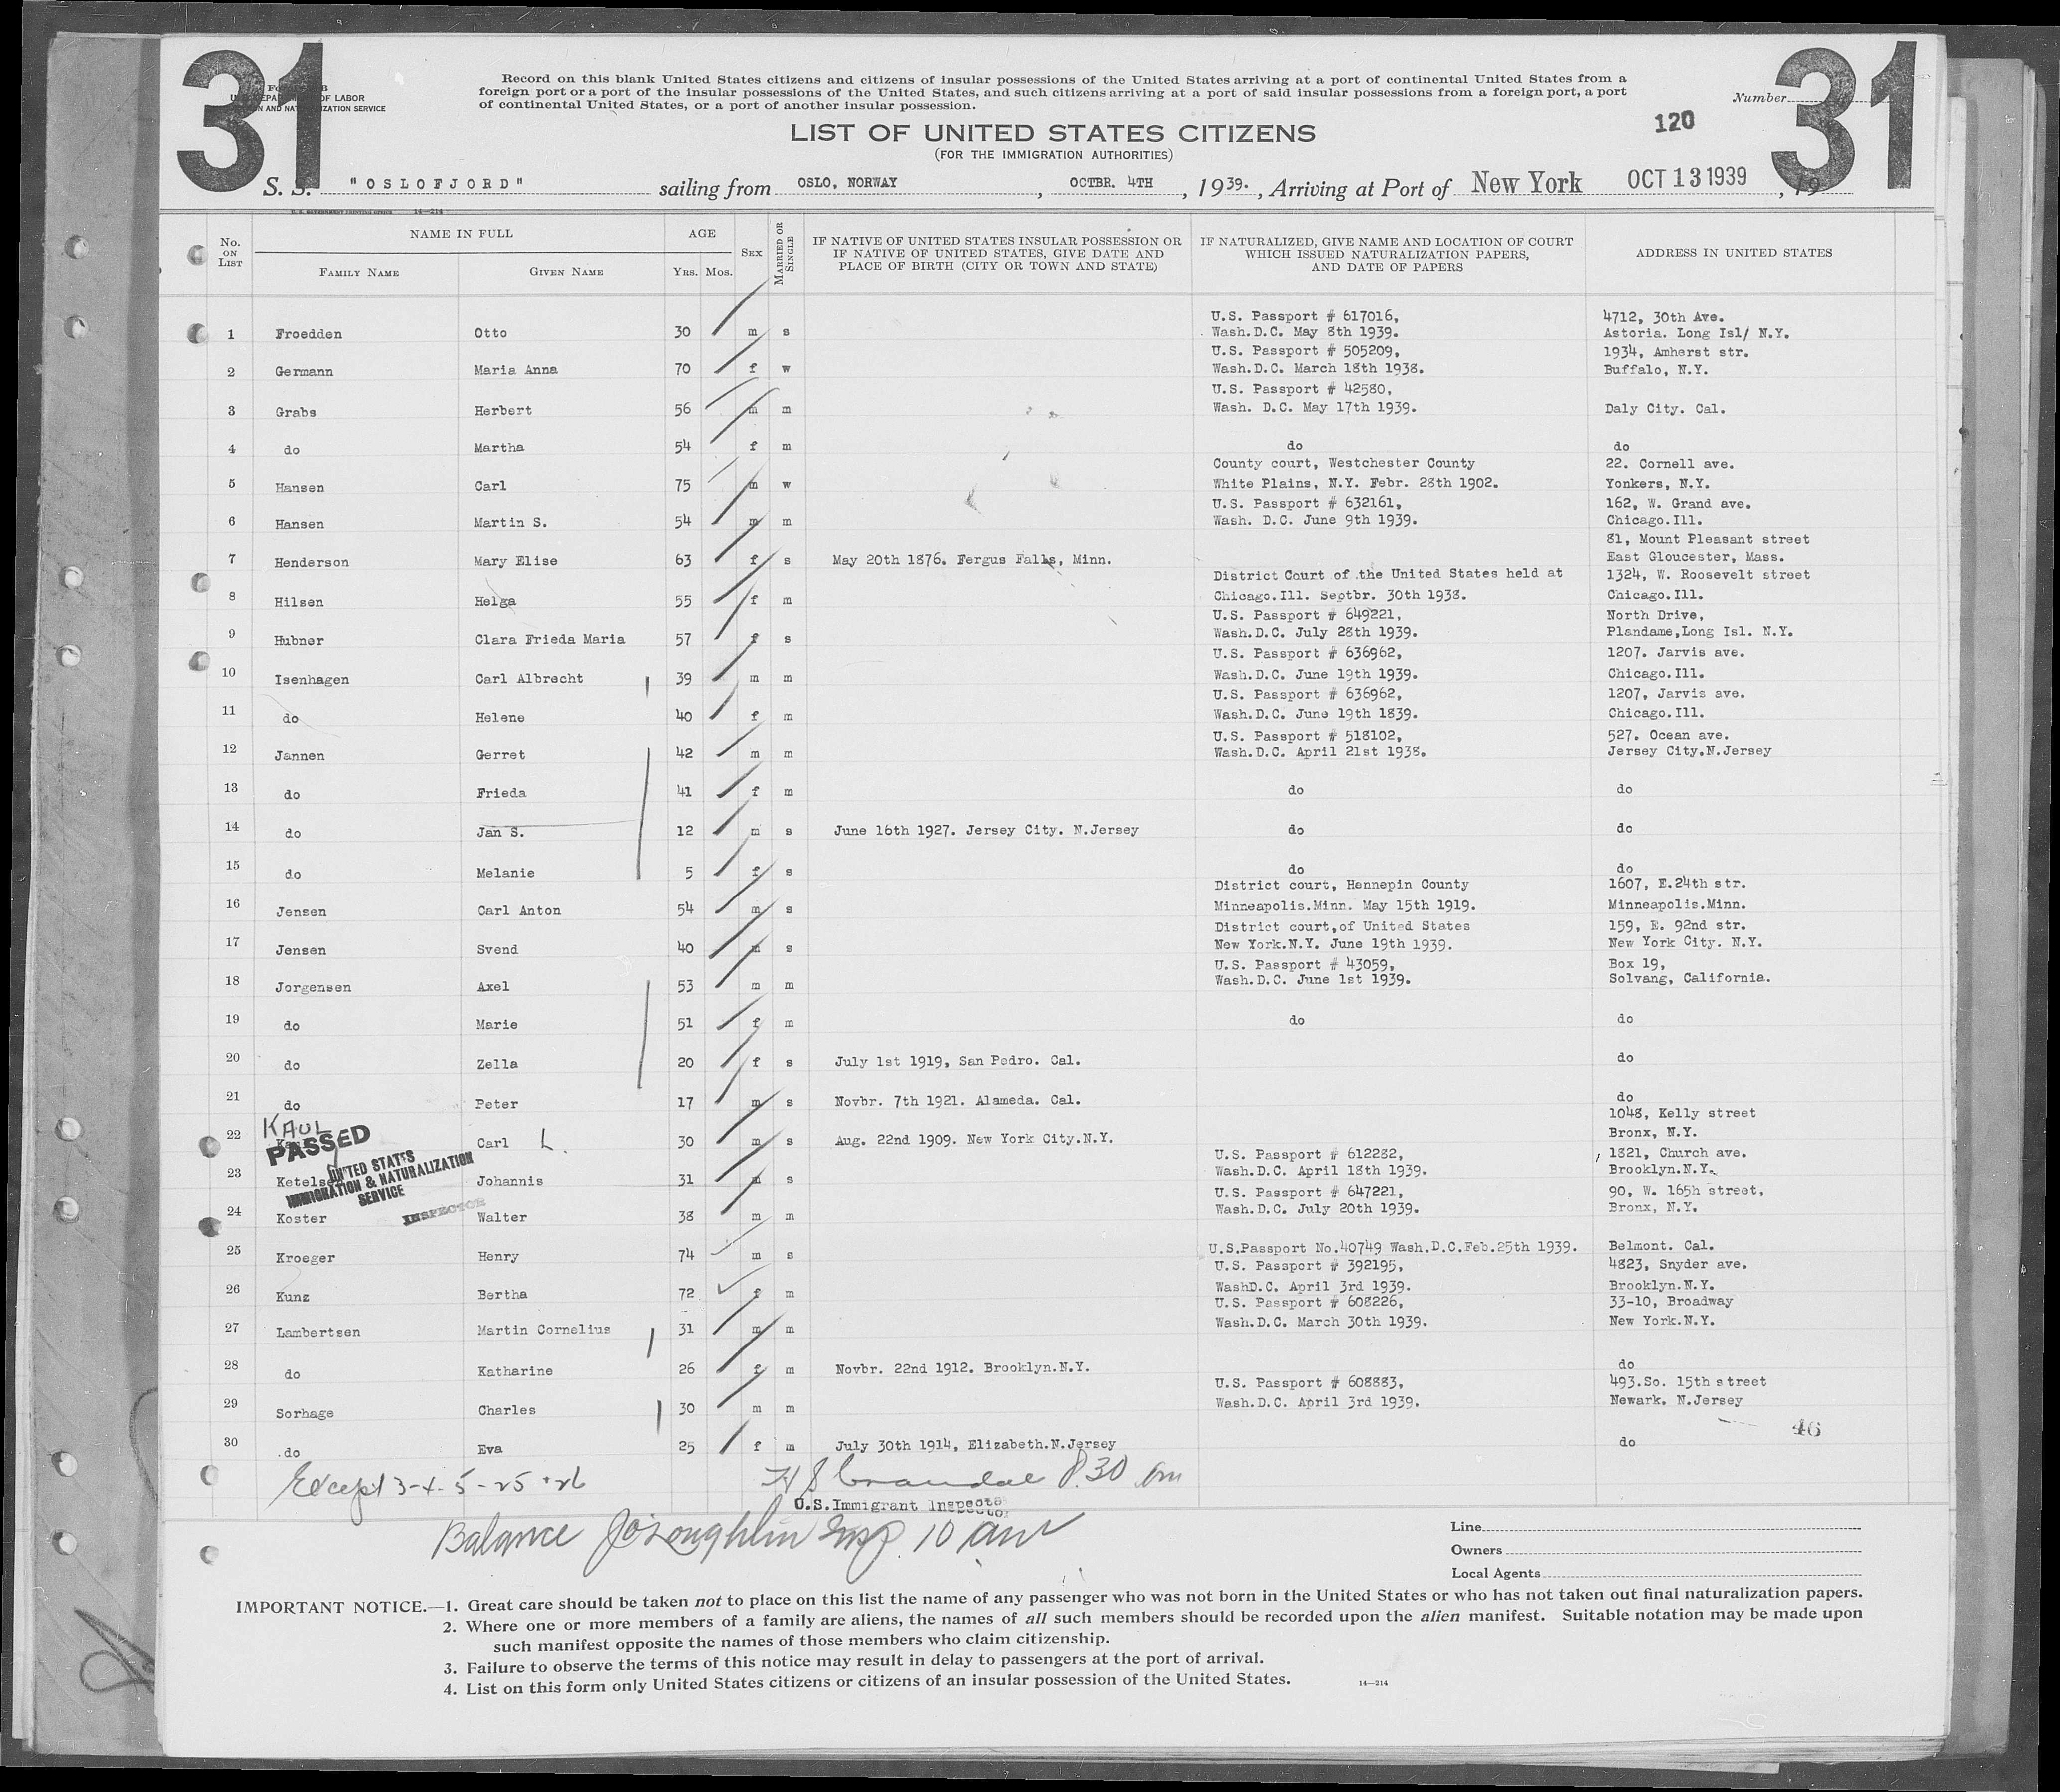 31
31
Record on this blank United States citizens and citizens of insular possessions of the United States arriving at a port of continental United States from a
foreign port or a port of the insular possessions of the United States, and such citizens arriving at a port of said insular possessions from a foreign port, a port
of continental United States, or a port of another insular possession.
OF LABOR
ZATION SERVICE
Number
120
LIST OF UNITED STATES CITIZENS
(FOR THE IMMIGRATION AUTHORITIES)
S. S. "OSLOFJORD" sailing from OSLO, NORWAY, OCTBR. 4TH, 1939., Arriving at Port of New York OCT 13 1939, 19
U. S. GOVERNMENT PRINTING OFFICE 14—214
No. ON LIST
NAME IN FULL
FAMILY NAME
GIVEN NAME
AGE
YRS. MOS.
SEX
MARRIED OR SINGLE
IF NATIVE OF UNITED STATES INSULAR POSSESSION OR
IF NATIVE OF UNITED STATES, GIVE DATE AND
PLACE OF BIRTH (CITY OR TOWN AND STATE)
IF NATURALIZED, GIVE NAME AND LOCATION OF COURT
WHICH ISSUED NATURALIZATION PAPERS,
AND DATE OF PAPERS
ADDRESS IN UNITED STATES
U.S. Passport # 617016, 4712, 30th Ave.
1 Froedden Otto 30 m s Wash.D.C. May 8th 1939. Astoria. Long Isl/ N.Y.
U.S. Passport # 505209, 1934, Amherst str.
2 Germann Maria Anna 70 f w Wash.D.C. March 18th 1938. Buffalo, N.Y.
U.S. Passport # 42580,
3 Grabs Herbert 56 m m Wash. D.C. May 17th 1939. Daly City. Cal.
4 do Martha 54 f m do do
County court, Westchester County 22. Cornell ave.
5 Hansen Carl 75 m w White Plains, N.Y. Febr. 28th 1902. Yonkers, N.Y.
U.S. Passport # 632161, 162, W. Grand ave.
6 Hansen Martin S. 54 m m Wash. D.C. June 9th 1939. Chicago.Ill.
81, Mount Pleasant street
7 Henderson Mary Elise 63 f s May 20th 1876. Fergus Falls, Minn. East Gloucester, Mass.
District Court of the United States held at 1324, W. Roosevelt street
8 Hilsen Helga 55 f m Chicago.Ill. Septbr. 30th 1938. Chicago.Ill.
U.S. Passport # 649221, North Drive,
9 Hubner Clara Frieda Maria 57 f s Wash.D.C. July 28th 1939. Plandame,Long Isl. N.Y.
U.S. Passport # 636962, 1207. Jarvis ave.
10 Isenhagen Carl Albrecht 39 m m Wash.D.C. June 19th 1939. Chicago.Ill.
U.S. Passport # 636962, 1207, Jarvis ave.
11 do Helene 40 f m Wash.D.C. June 19th 1839. Chicago.Ill.
U.S. Passport # 518102, 527. Ocean ave.
12 Jannen Gerret 42 m m Wash.D.C. April 21st 1938. Jersey City.N.Jersey
13 do Frieda 41 f m do do
14 do Jan S. 12 m s June 16th 1927. Jersey City. N.Jersey do do
15 do Melanie 5 f s do do
District court, Hennepin County 1607, E.24th str.
16 Jensen Carl Anton 54 m s Minneapolis.Minn. May 15th 1919. Minneapolis.Minn.
District court,of United States 159, E. 92nd str.
17 Jensen Svend 40 m s New York.N.Y. June 19th 1939. New York City. N.Y.
U.S. Passport # 43059, Box 19,
18 Jorgensen Axel 53 m m Wash.D.C. June 1st 1939. Solvang, California.
19 do Marie 51 f m do do
20 do Zella 20 f s July 1st 1919, San Pedro. Cal. do
21 do Peter 17 m s Novbr. 7th 1921. Alameda. Cal. do
KAUL 1048, Kelly street
22 Carl L. 30 m s Aug. 22nd 1909. New York City.N.Y. Bronx, N.Y.
PASSED
UNITED STATES
IMMIGRATION & NATURALIZATION
SERVICE
INSPECTOR
U.S. Passport # 612282, 1821, Church ave.
23 Johannis 31 m s Wash.D.C. April 18th 1939. Brooklyn.N.Y.
U.S. Passport # 647221, 90, W. 165h street,
24 Koster Walter 38 m m Wash.D.C. July 20th 1939. Bronx, N.Y.
25 Kroeger Henry 74 m s U.S.Passport No.40749 Wash.D.C.Feb.25th 1939. Belmont. Cal.
U.S. Passport # 392195, 4823, Snyder ave.
26 Kunz Bertha 72 f m WashD.C. April 3rd 1939. Brooklyn.N.Y.
U.S. Passport # 608226, 33-10, Broadway
27 Lambertsen Martin Cornelius 31 m m Wash.D.C. March 30th 1939. New York.N.Y.
28 do Katharine 26 f m Novbr. 22nd 1912. Brooklyn.N.Y. do
U.S. Passport # 608883, 493.So. 15th street
29 Sorhage Charles 30 m m Wash.D.C. April 3rd 1939. Newark. N.Jersey
46
30 do Eva 25 f m July 30th 1914, Elizabeth.N.Jersey do
Except 3-4-5-25+26 8.30 am
U.S.Immigrant Inspector
Balance J O'Loughlin Insp. 10 am
Line
Owners
Local Agents
IMPORTANT NOTICE.—1. Great care should be taken not to place on this list the name of any passenger who was not born in the United States or who has not taken out final naturalization papers.
2. Where one or more members of a family are aliens, the names of all such members should be recorded upon the alien manifest. Suitable notation may be made upon
such manifest opposite the names of those members who claim citizenship.
3. Failure to observe the terms of this notice may result in delay to passengers at the port of arrival.
4. List on this form only United States citizens or citizens of an insular possession of the United States.
14—214